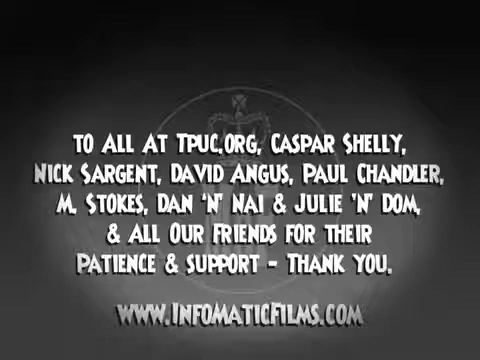 to All at Tpuc.org, Caspar Shelly,
Nick Sargent, David Angus, Paul Chandler,
M. Stokes, Dan 'n' Nai & Julie 'n' Dom,
& All Our Friends for their
Patience & support - Thank you.
www.InfomaticFilms.com